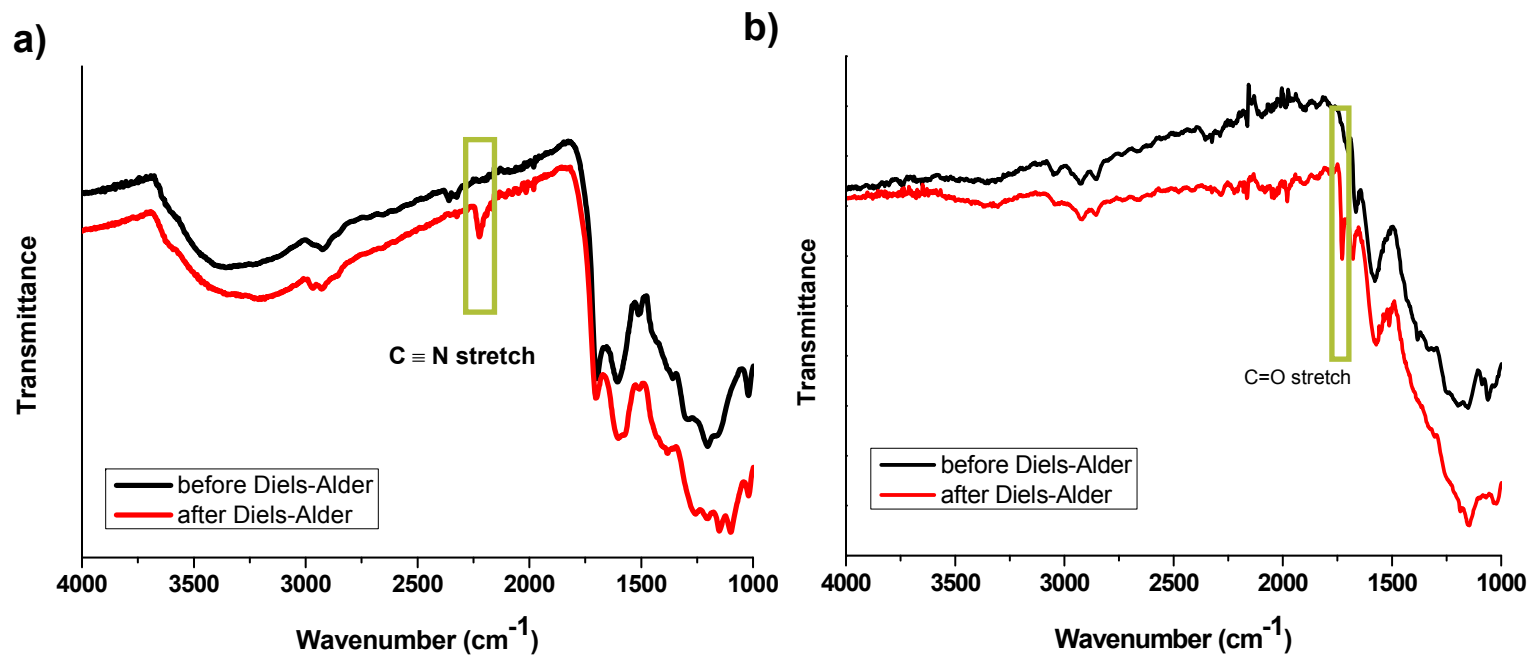 a)
Transmittance
C ≡ N stretch
before Diels-Alder
after Diels-Alder
4000 3500 3000 2500 2000 1500 1000
Wavenumber (cm⁻¹)
b)
Transmittance
C=O stretch
before Diels-Alder
after Diels-Alder
4000 3500 3000 2500 2000 1500 1000
Wavenumber (cm⁻¹)